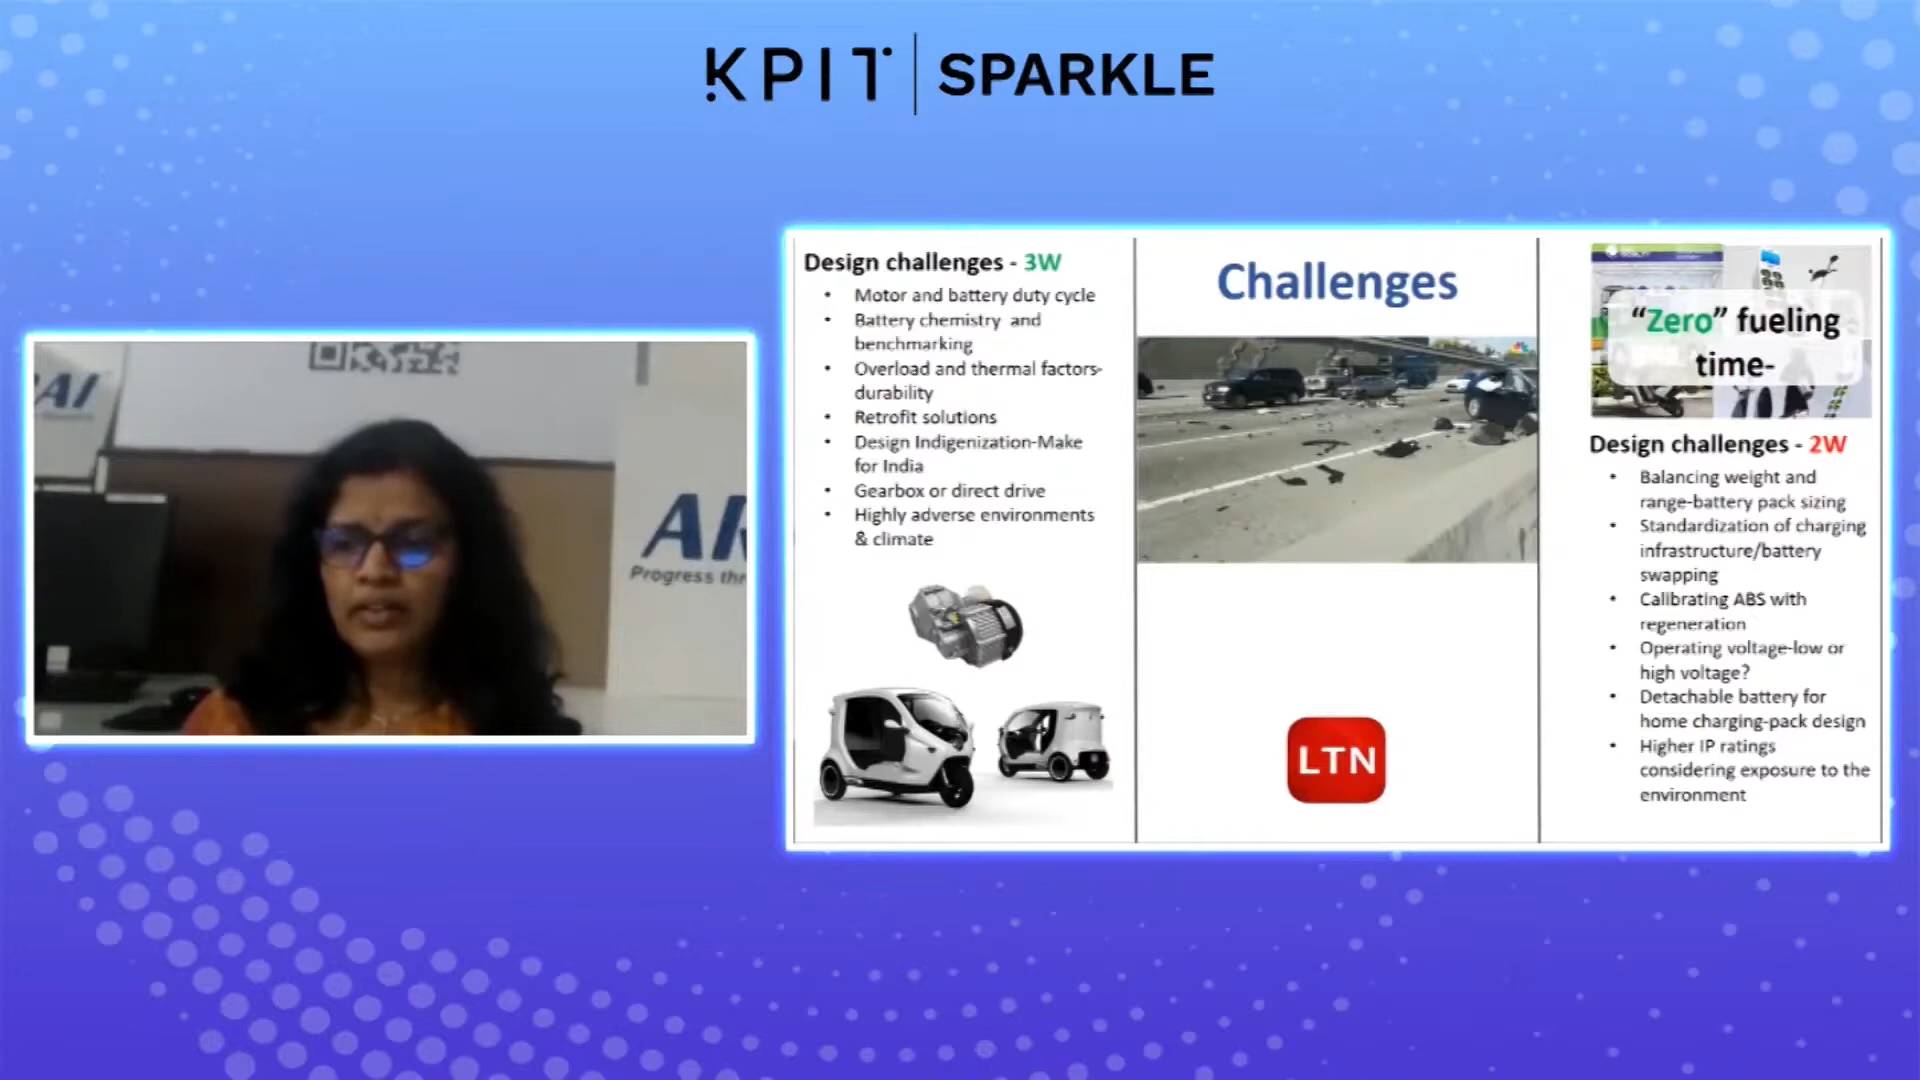 KPIT | SPARKLE
RAI
AR
Progress thr
Design challenges - 3W
• Motor and battery duty cycle
• Battery chemistry and
benchmarking
• Overload and thermal factors-
durability
• Retrofit solutions
• Design Indigenization-Make
for India
• Gearbox or direct drive
• Highly adverse environments
& climate
Challenges
LTN
“Zero” fueling
time-
Design challenges - 2W
• Balancing weight and
range-battery pack sizing
• Standardization of charging
infrastructure/battery
swapping
• Calibrating ABS with
regeneration
• Operating voltage-low or
high voltage?
• Detachable battery for
home charging-pack design
• Higher IP ratings
considering exposure to the
environment